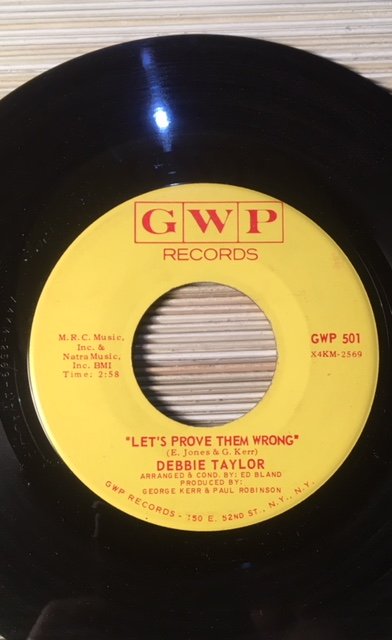 GWP
RECORDS
M.R.C. Music,
Inc. &
Natra Music,
Inc. BMI
Time: 2:58
GWP 501
X4KM-2569
"LET'S PROVE THEM WRONG"
(E. Jones & G. Kerr)
DEBBIE TAYLOR
ARRANGED & COND. BY: ED BLAND
PRODUCED BY:
GEORGE KERR & PAUL ROBINSON
GWP RECORDS - 150 E. 52ND ST., N.Y., N.Y.